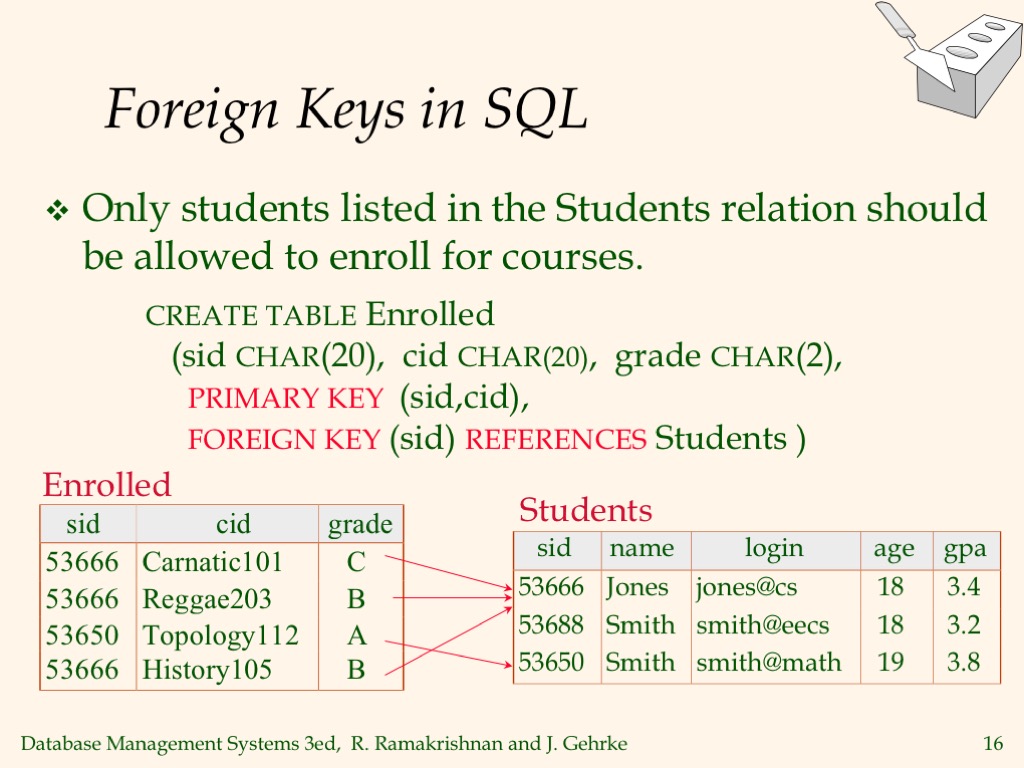 Foreign Keys in SQL
❖ Only students listed in the Students relation should
be allowed to enroll for courses.
CREATE TABLE Enrolled
(sid CHAR(20), cid CHAR(20), grade CHAR(2),
PRIMARY KEY (sid,cid),
FOREIGN KEY (sid) REFERENCES Students )
Enrolled
sid cid grade
53666 Carnatic101 C
53666 Reggae203 B
53650 Topology112 A
53666 History105 B
Students
sid name login age gpa
53666 Jones jones@cs 18 3.4
53688 Smith smith@eecs 18 3.2
53650 Smith smith@math 19 3.8
Database Management Systems 3ed, R. Ramakrishnan and J. Gehrke
16